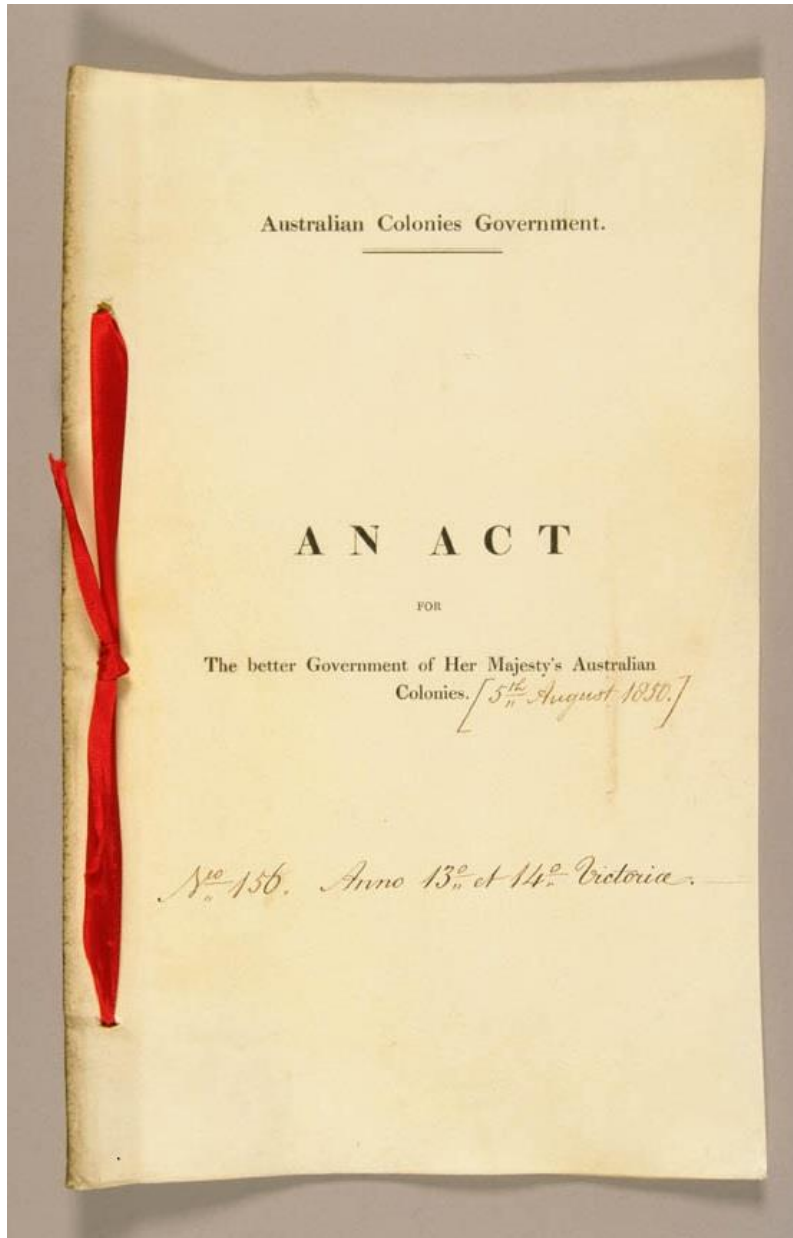 Australian Colonies Government.
AN ACT
FOR
The better Government of Her Majesty's Australian
Colonies. [5th August 1850.]
No 156. Anno 13o et 14o Victoriæ.